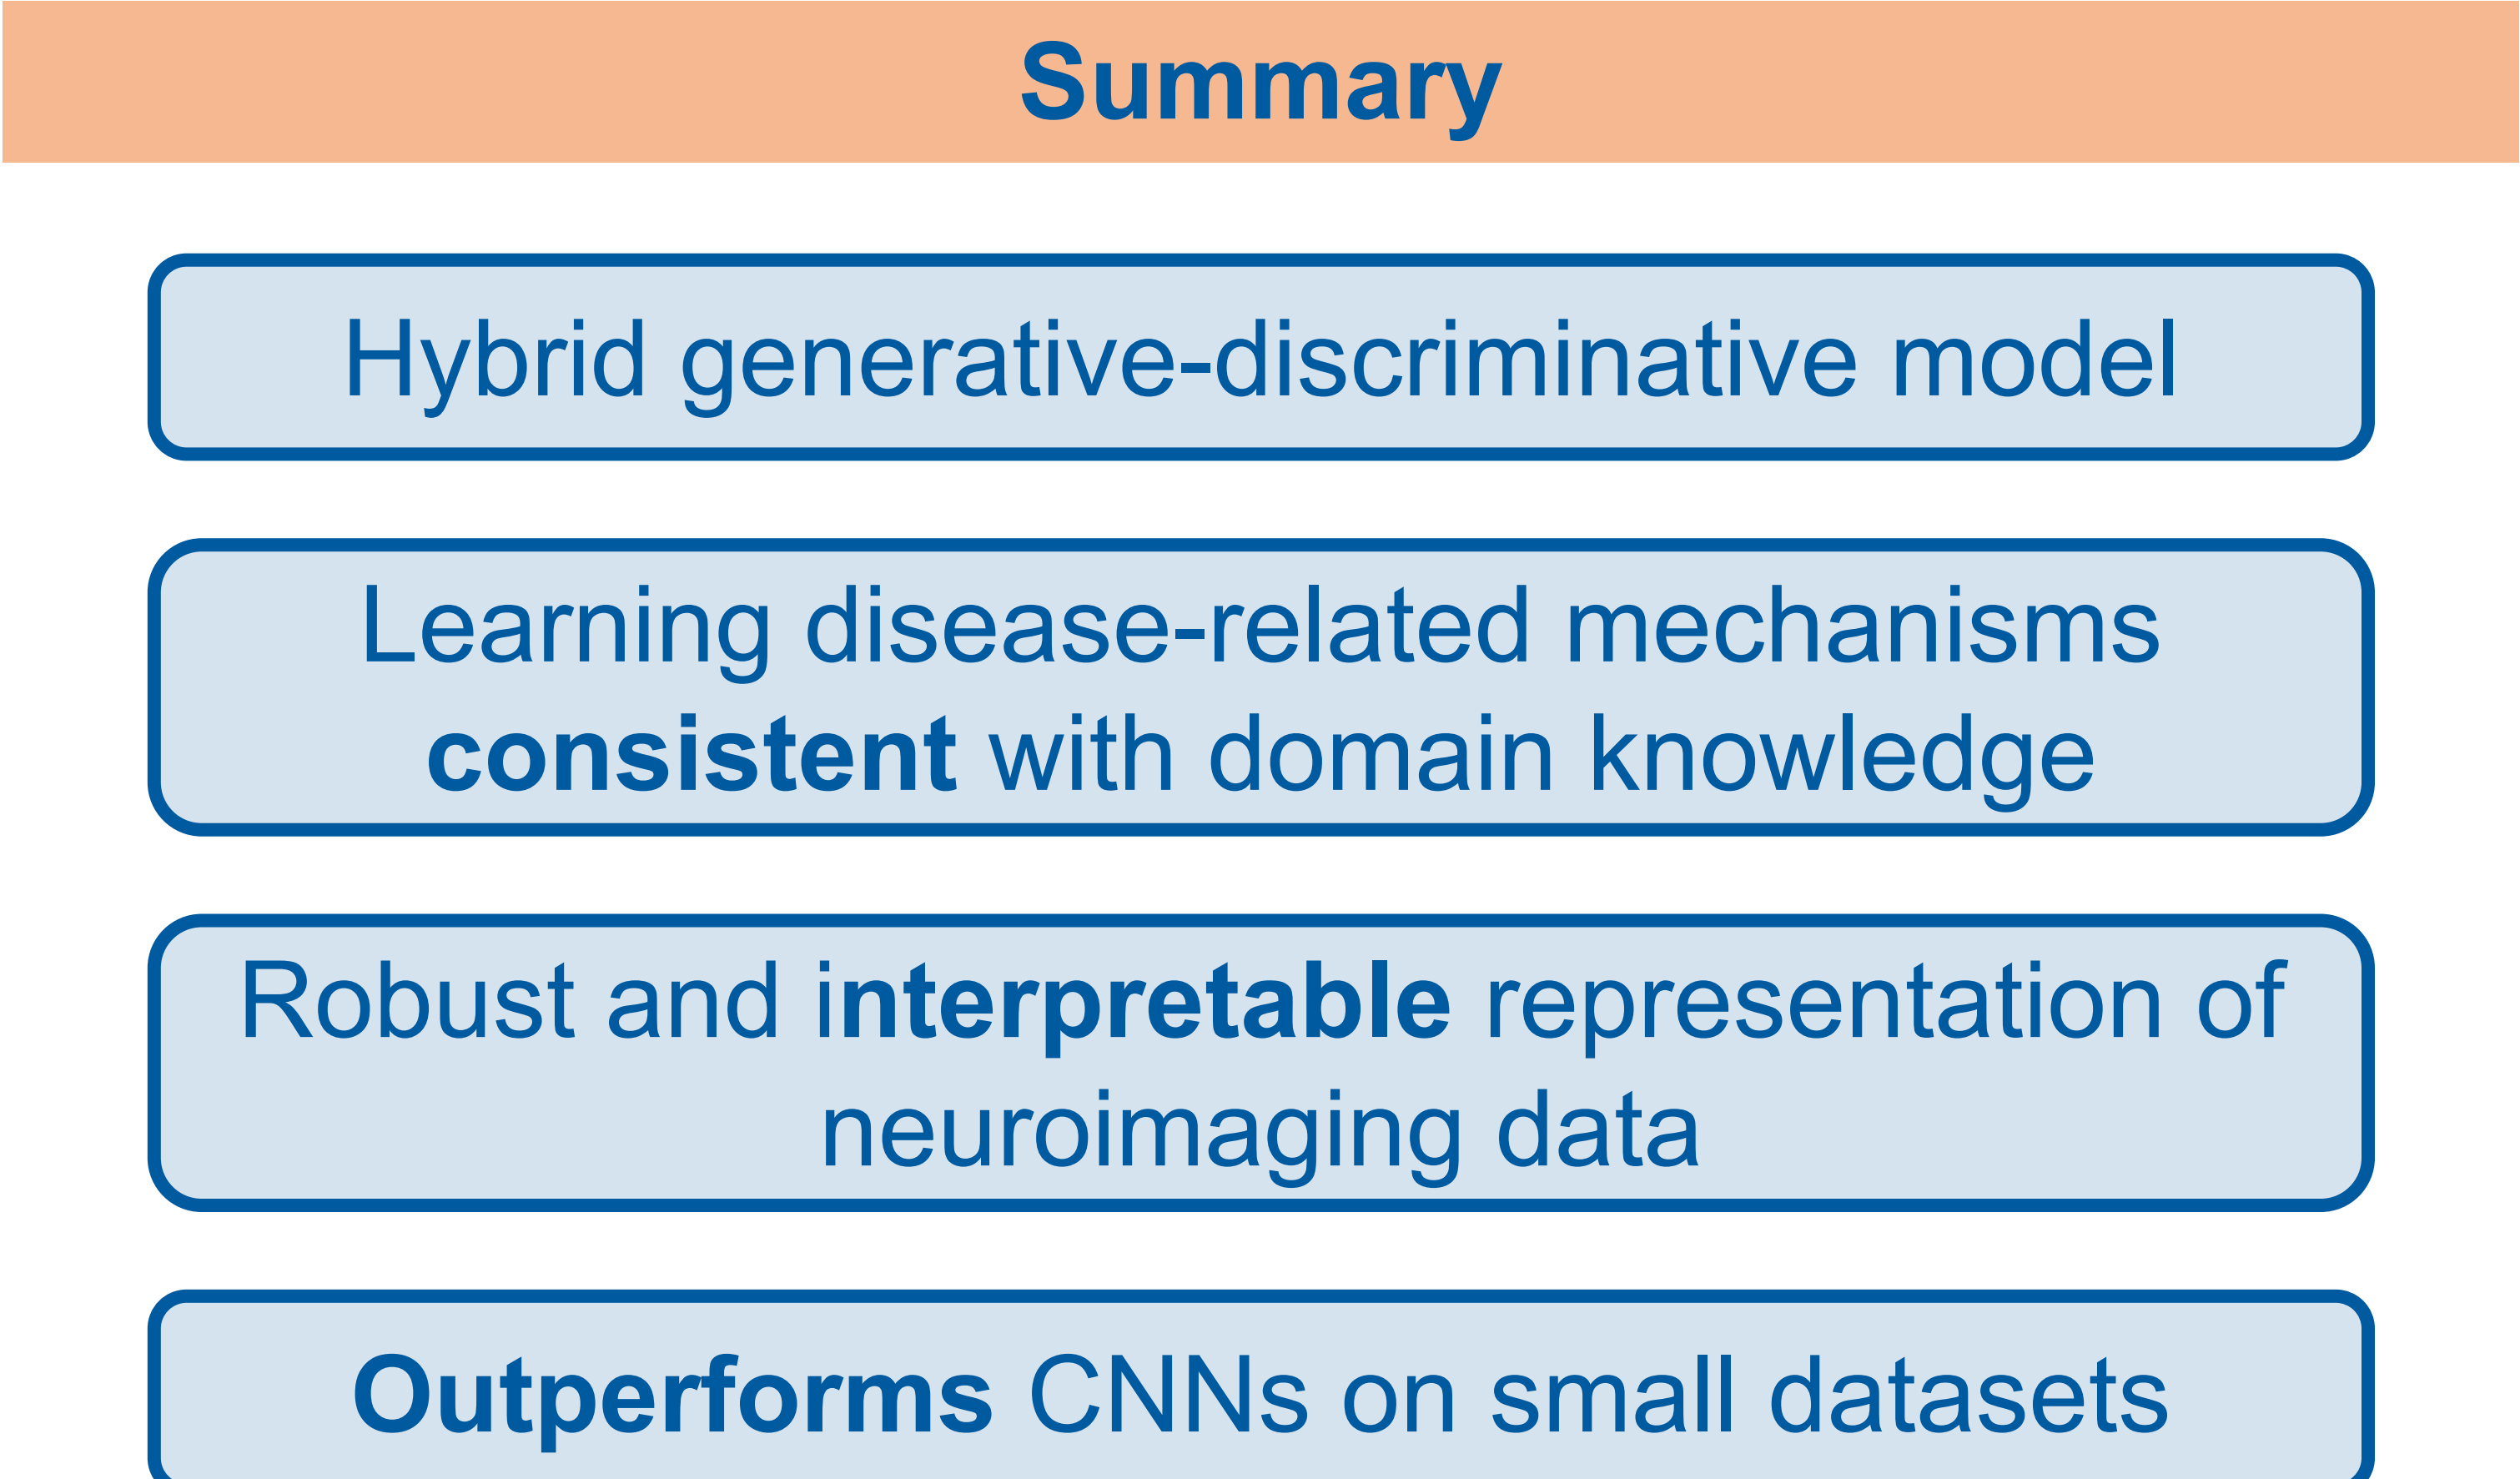 Summary
Hybrid generative-discriminative model
Learning disease-related mechanisms
consistent with domain knowledge
Robust and interpretable representation of
neuroimaging data
Outperforms CNNs on small datasets